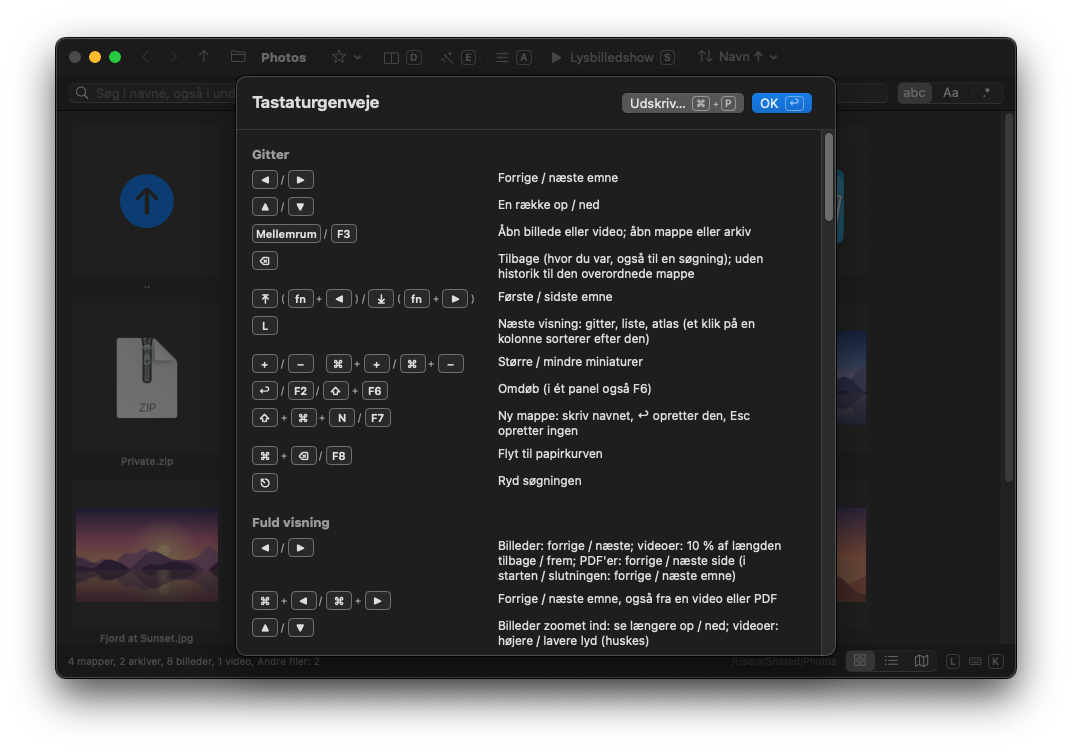 Photos
D
E
A
Lysbilledshow S
Navn
Søg i navne, også i und
abc Aa .*
Tastaturgenveje
Udskriv... ⌘ + P
OK ↩
Gitter
◀ / ▶ Forrige / næste emne
▲ / ▼ En række op / ned
Mellemrum / F3 Åbn billede eller video; åbn mappe eller arkiv
⌫ Tilbage (hvor du var, også til en søgning); uden
historik til den overordnede mappe
⤒ ( fn + ◀ ) / ⤓ ( fn + ▶ ) Første / sidste emne
L Næste visning: gitter, liste, atlas (et klik på en
kolonne sorterer efter den)
+ / − ⌘ + + / ⌘ + − Større / mindre miniaturer
↩ / F2 / ⇧ + F6 Omdøb (i ét panel også F6)
⇧ + ⌘ + N / F7 Ny mappe: skriv navnet, ↩ opretter den, Esc
opretter ingen
⌘ + ⌫ / F8 Flyt til papirkurven
⎋ Ryd søgningen
Fuld visning
◀ / ▶ Billeder: forrige / næste; videoer: 10 % af længden
tilbage / frem; PDF'er: forrige / næste side (i
starten / slutningen: forrige / næste emne)
⌘ + ◀ / ⌘ + ▶ Forrige / næste emne, også fra en video eller PDF
▲ / ▼ Billeder zoomet ind: se længere op / ned; videoer:
højere / lavere lyd (huskes)
..
ZIP
Private.zip
Fjord at Sunset.jpg
4 mapper, 2 arkiver, 8 billeder, 1 video, Andre filer: 2
/Users/Shared/Photos
L
K